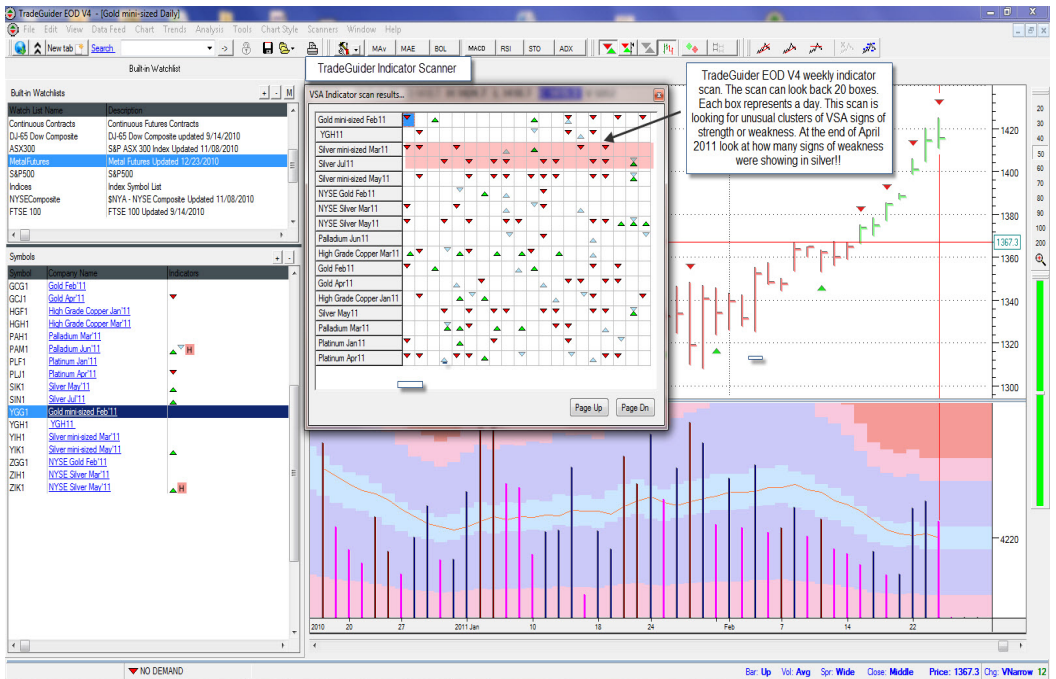 TradeGuider EOD V4 - [Gold mini-sized Daily]
File Edit View Data Feed Chart Trends Analysis Tools Chart Style Scanners Window Help
New tab Search MAv MAE BOL MACD RSI STO ADX
Built-in Watchlist
TradeGuider Indicator Scanner
Built-in Watchlists + - M
Watch List Name Description
Continuous Contracts Continuous Futures Contracts
DJ-65 Dow Composite DJ-65 Dow Composite updated 9/14/2010
ASX300 S&P ASX 300 Index Updated 11/08/2010
MetalFutures Metal Futures Updated 12/23/2010
S&P500 S&P500
Indices Index Symbol List
NYSEComposite $NYA - NYSE Composite Updated 11/08/2010
FTSE 100 FTSE 100 Updated 9/14/2010
Symbols + -
Symbol Company Name Indicators
GCG1 Gold Feb'11
GCJ1 Gold Apr'11
HGF1 High Grade Copper Jan'11
HGH1 High Grade Copper Mar'11
PAH1 Palladium Mar'11
PAM1 Palladium Jun'11 H
PLF1 Platinum Jan'11
PLJ1 Platinum Apr'11
SIK1 Silver May'11
SIN1 Silver Jul'11
YGG1 Gold mini-sized Feb'11
YGH1 YGH11
YIH1 Silver mini-sized Mar'11
YIK1 Silver mini-sized May'11
ZGG1 NYSE Gold Feb'11
ZIH1 NYSE Silver Mar'11
ZIK1 NYSE Silver May'11 H
VSA Indicator scan results...
Gold mini-sized Feb11
YGH11
Silver mini-sized Mar11
Silver Jul11
Silver mini-sized May11
NYSE Gold Feb11
NYSE Silver Mar11
NYSE Silver May11
Palladium Jun11
High Grade Copper Mar11
Gold Feb11
Gold Apr11
High Grade Copper Jan11
Silver May11
Palladium Mar11
Platinum Jan11
Platinum Apr11
Page Up Page Dn
TradeGuider EOD V4 weekly indicator
scan. The scan can look back 20 boxes.
Each box represents a day. This scan is
looking for unusual clusters of VSA signs of
strength or weakness. At the end of April
2011 look at how many signs of weakness
were showing in silver!!
1420
1400
1380
1367.3
1360
1340
1320
1300
4220
20
30
40
50
60
70
80
90
100
200
2010 20 27 2011 Jan 10 18 24 Feb 7 14 22
NO DEMAND
Bar: Up Vol: Avg Spr: Wide Close: Middle Price: 1367.3 Chg: VNarrow 12